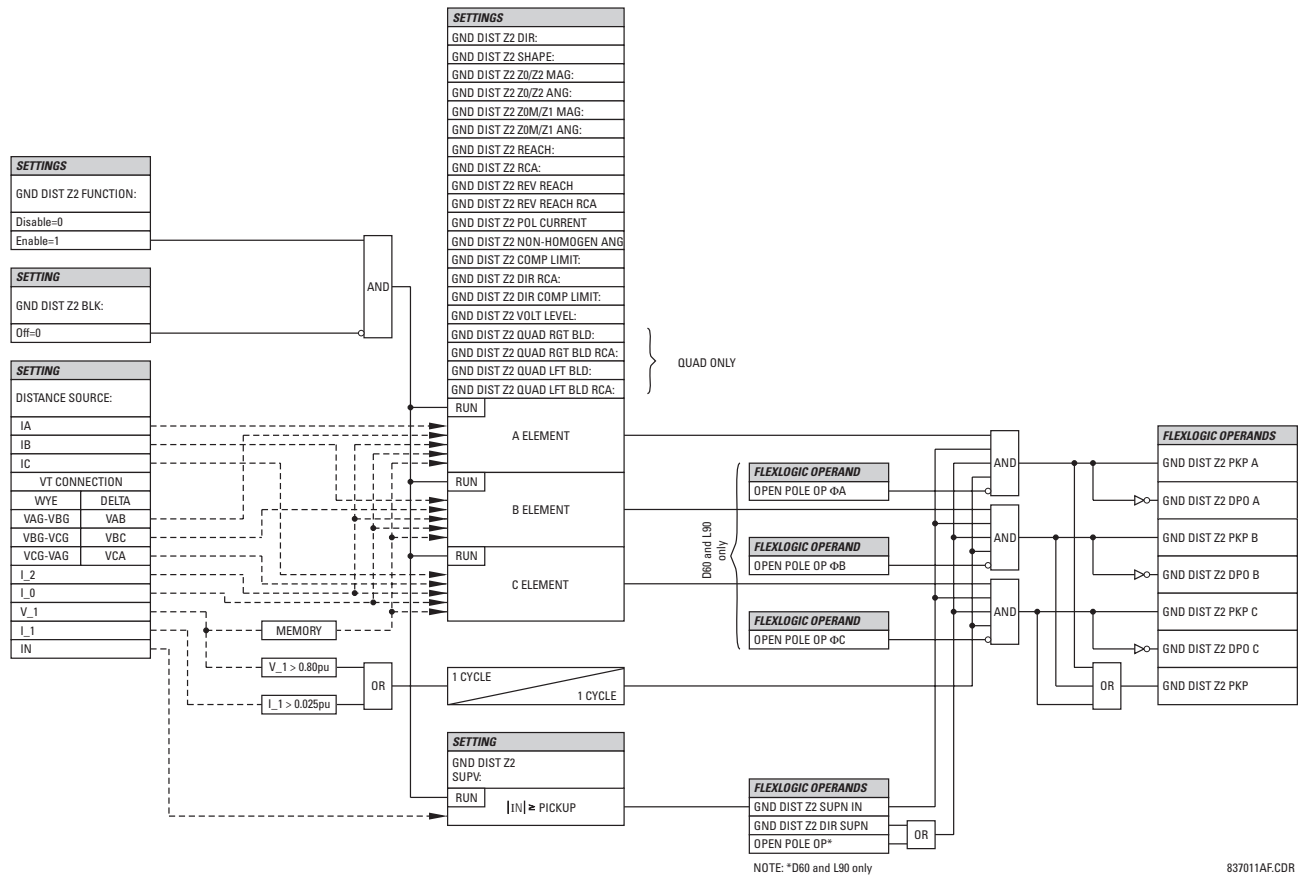 SETTINGS
GND DIST Z2 DIR:
GND DIST Z2 SHAPE:
GND DIST Z2 Z0/Z2 MAG:
GND DIST Z2 Z0/Z2 ANG:
GND DIST Z2 Z0M/Z1 MAG:
GND DIST Z2 Z0M/Z1 ANG:
GND DIST Z2 REACH:
GND DIST Z2 RCA:
GND DIST Z2 REV REACH
GND DIST Z2 REV REACH RCA
GND DIST Z2 POL CURRENT
GND DIST Z2 NON-HOMOGEN ANG
GND DIST Z2 COMP LIMIT:
GND DIST Z2 DIR RCA:
GND DIST Z2 DIR COMP LIMIT:
GND DIST Z2 VOLT LEVEL:
GND DIST Z2 QUAD RGT BLD:
GND DIST Z2 QUAD RGT BLD RCA:
GND DIST Z2 QUAD LFT BLD:
GND DIST Z2 QUAD LFT BLD RCA:
QUAD ONLY
SETTINGS
GND DIST Z2 FUNCTION:
Disable=0
Enable=1
SETTING
GND DIST Z2 BLK:
Off=0
AND
SETTING
DISTANCE SOURCE:
IA
IB
IC
VT CONNECTION
WYE DELTA
VAG-VBG VAB
VBG-VCG VBC
VCG-VAG VCA
I_2
I_0
V_1
I_1
IN
MEMORY
V_1 > 0.80pu
I_1 > 0.025pu
OR
RUN
A ELEMENT
RUN
B ELEMENT
RUN
C ELEMENT
1 CYCLE
1 CYCLE
SETTING
GND DIST Z2
SUPV:
RUN
|IN| ≥ PICKUP
D60 and L90
only
FLEXLOGIC OPERAND
OPEN POLE OP ΦA
FLEXLOGIC OPERAND
OPEN POLE OP ΦB
FLEXLOGIC OPERAND
OPEN POLE OP ΦC
FLEXLOGIC OPERANDS
GND DIST Z2 SUPN IN
GND DIST Z2 DIR SUPN
OPEN POLE OP*
OR
NOTE: *D60 and L90 only
AND
AND
AND
OR
FLEXLOGIC OPERANDS
GND DIST Z2 PKP A
GND DIST Z2 DPO A
GND DIST Z2 PKP B
GND DIST Z2 DPO B
GND DIST Z2 PKP C
GND DIST Z2 DPO C
GND DIST Z2 PKP
837011AF.CDR